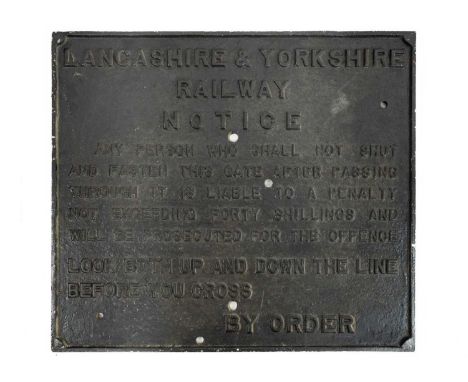 LANCASHIRE & YORKSHIRE
RAILWAY
NOTICE
ANY PERSON WHO SHALL NOT SHUT
AND FASTEN THIS GATE AFTER PASSING
THROUGH IT IS LIABLE TO A PENALTY
NOT EXCEEDING FORTY SHILLINGS AND
WILL BE PROSECUTED FOR THE OFFENCE
LOOK BOTH UP AND DOWN THE LINE
BEFORE YOU CROSS
BY ORDER